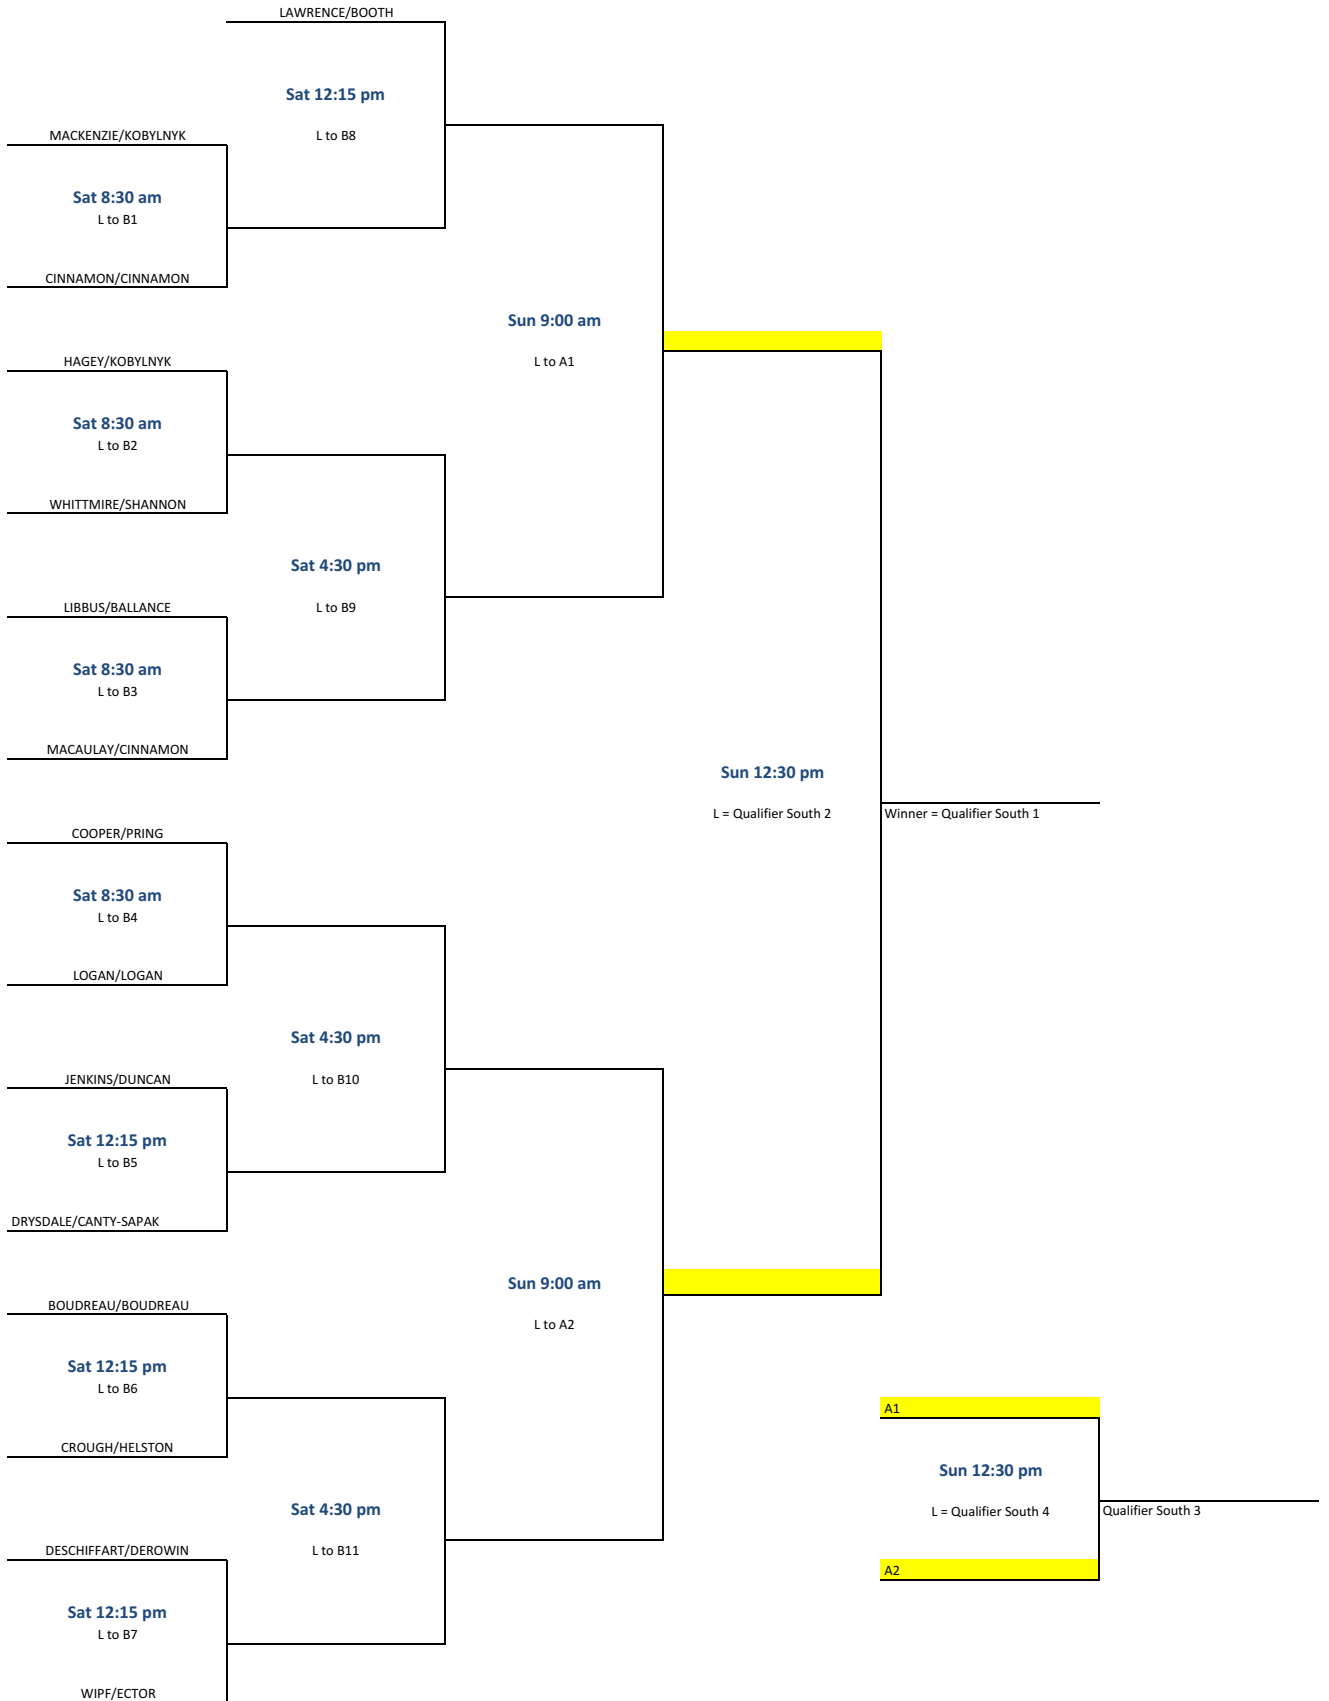 LAWRENCE/BOOTH
Sat 12:15 pm
L to B8
MACKENZIE/KOBYLNYK
Sat 8:30 am
L to B1
CINNAMON/CINNAMON
Sun 9:00 am
L to A1
HAGEY/KOBYLNYK
Sat 8:30 am
L to B2
WHITTMIRE/SHANNON
Sat 4:30 pm
L to B9
LIBBUS/BALLANCE
Sat 8:30 am
L to B3
MACAULAY/CINNAMON
Sun 12:30 pm
L = Qualifier South 2
Winner = Qualifier South 1
COOPER/PRING
Sat 8:30 am
L to B4
LOGAN/LOGAN
Sat 4:30 pm
L to B10
JENKINS/DUNCAN
Sat 12:15 pm
L to B5
DRYSDALE/CANTY-SAPAK
Sun 9:00 am
L to A2
BOUDREAU/BOUDREAU
Sat 12:15 pm
L to B6
CROUGH/HELSTON
A1
Sun 12:30 pm
L = Qualifier South 4
Qualifier South 3
A2
Sat 4:30 pm
L to B11
DESCHIFFART/DEROWIN
Sat 12:15 pm
L to B7
WIPF/ECTOR